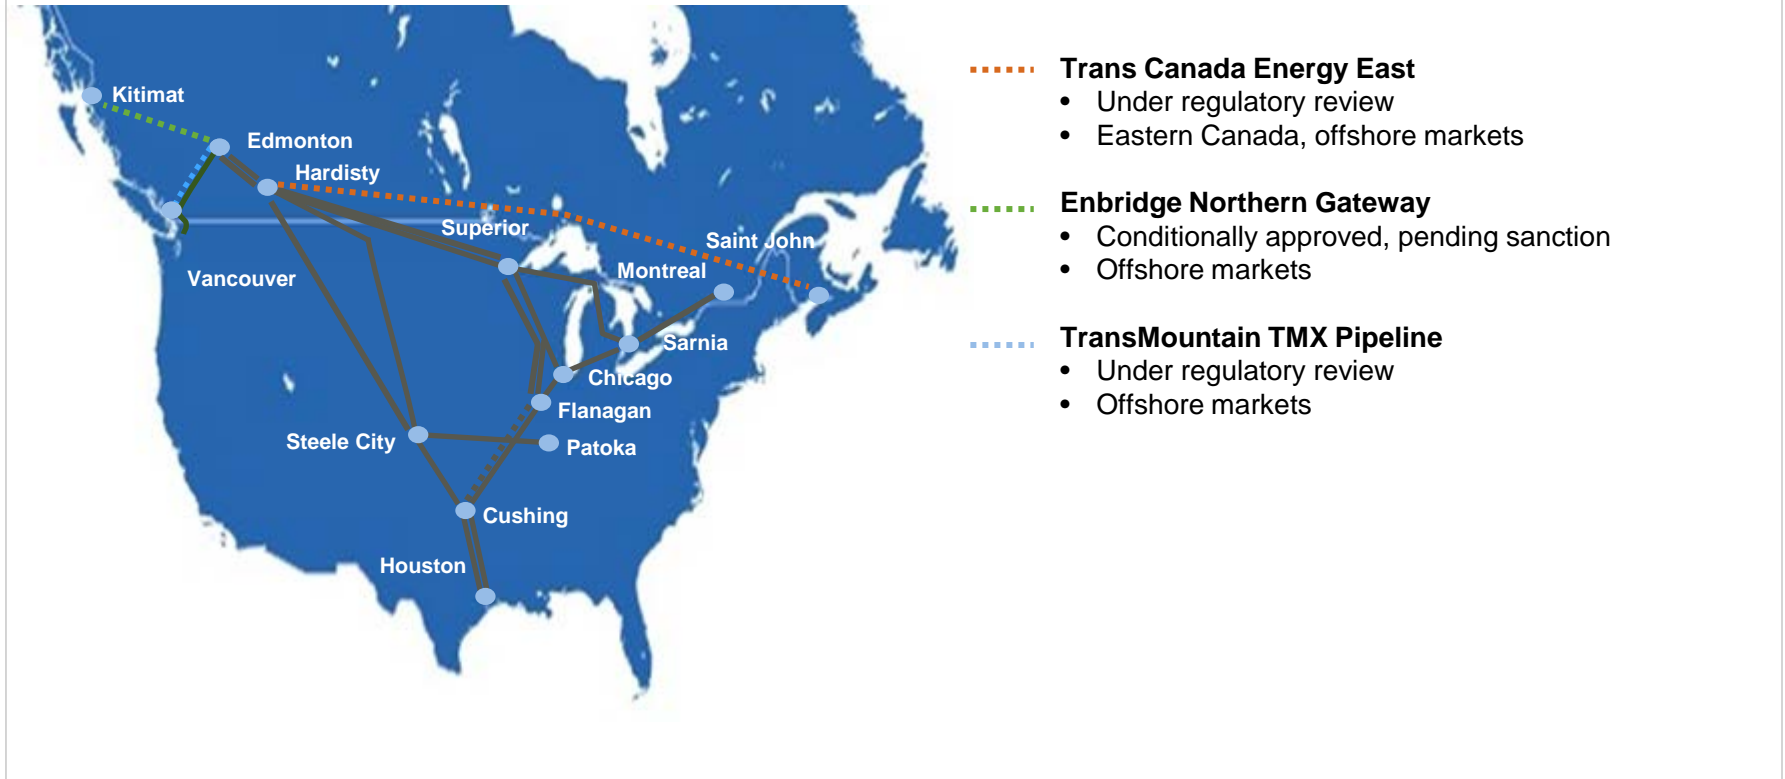 Kitimat
Edmonton
Hardisty
Superior
Saint John
Montreal
Vancouver
Sarnia
Chicago
Flanagan
Steele City
Patoka
Cushing
Houston
Trans Canada Energy East
• Under regulatory review
• Eastern Canada, offshore markets
Enbridge Northern Gateway
• Conditionally approved, pending sanction
• Offshore markets
TransMountain TMX Pipeline
• Under regulatory review
• Offshore markets